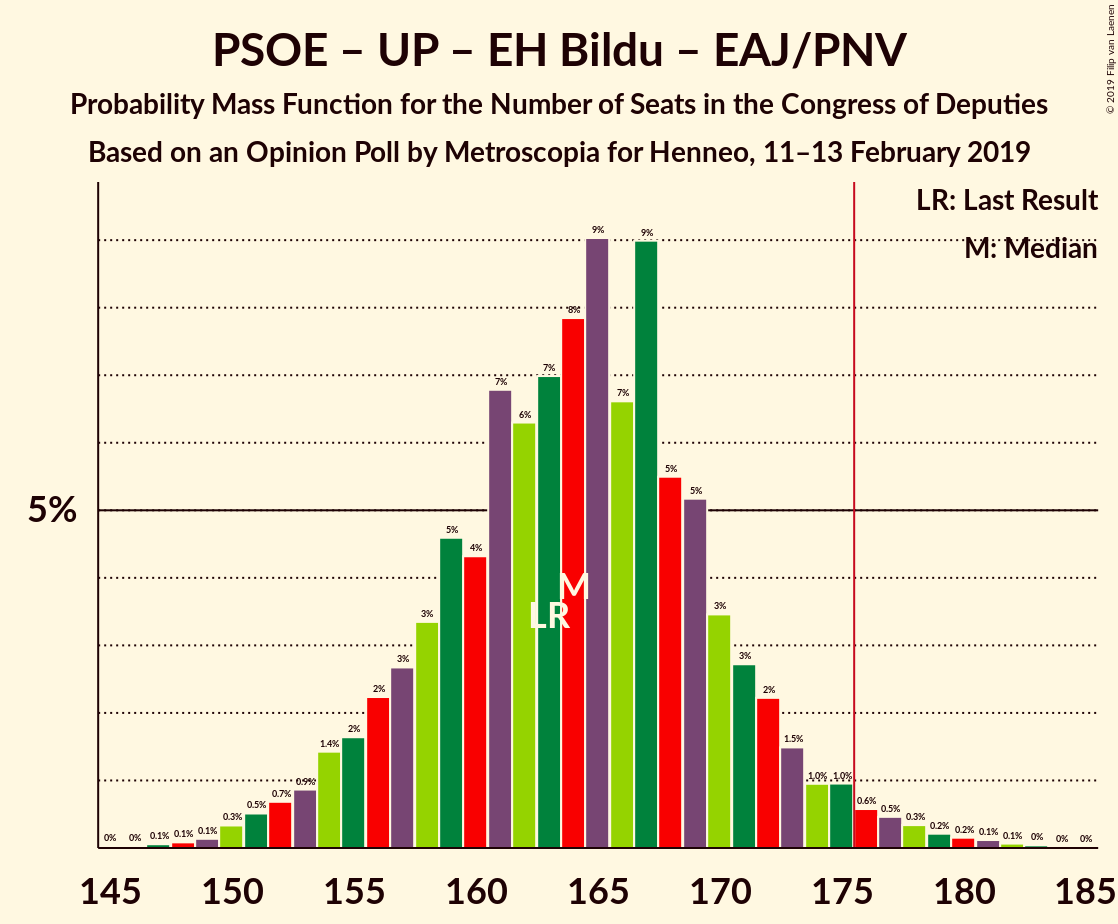 PSOE – UP – EH Bildu – EAJ/PNV
Probability Mass Function for the Number of Seats in the Congress of Deputies
Based on an Opinion Poll by Metroscopia for Henneo, 11–13 February 2019
© 2019 Filip van Laenen
LR: Last Result
M: Median
5%
0% 0% 0.1% 0.1% 0.1% 0.3% 0.5% 0.7% 0.9% 1.4% 2% 2% 3% 3% 5% 4% 7% 6% 7% 8% 9% 7% 9% 5% 5% 3% 3% 2% 1.5% 1.0% 1.0% 0.6% 0.5% 0.3% 0.2% 0.2% 0.1% 0.1% 0% 0% 0%
M
LR
145 150 155 160 165 170 175 180 185